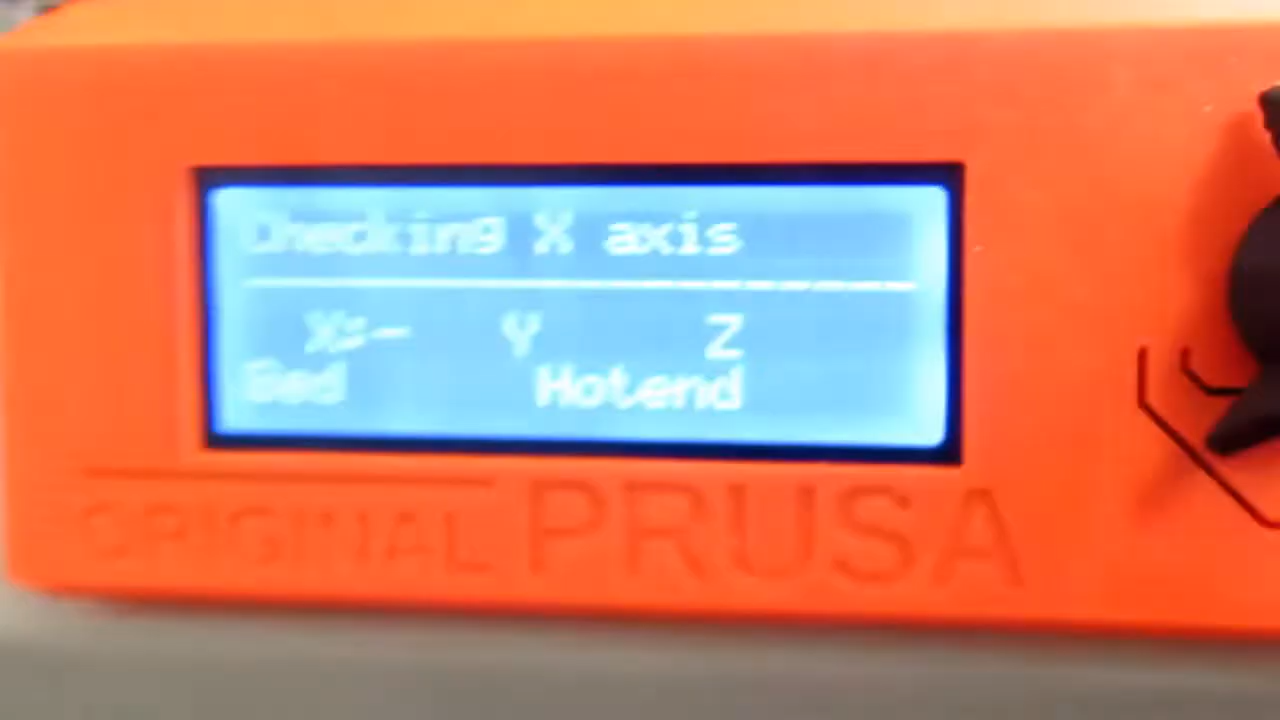 Checking X axis
X:- Y Z
Bed Hotend
ORIGINAL PRUSA